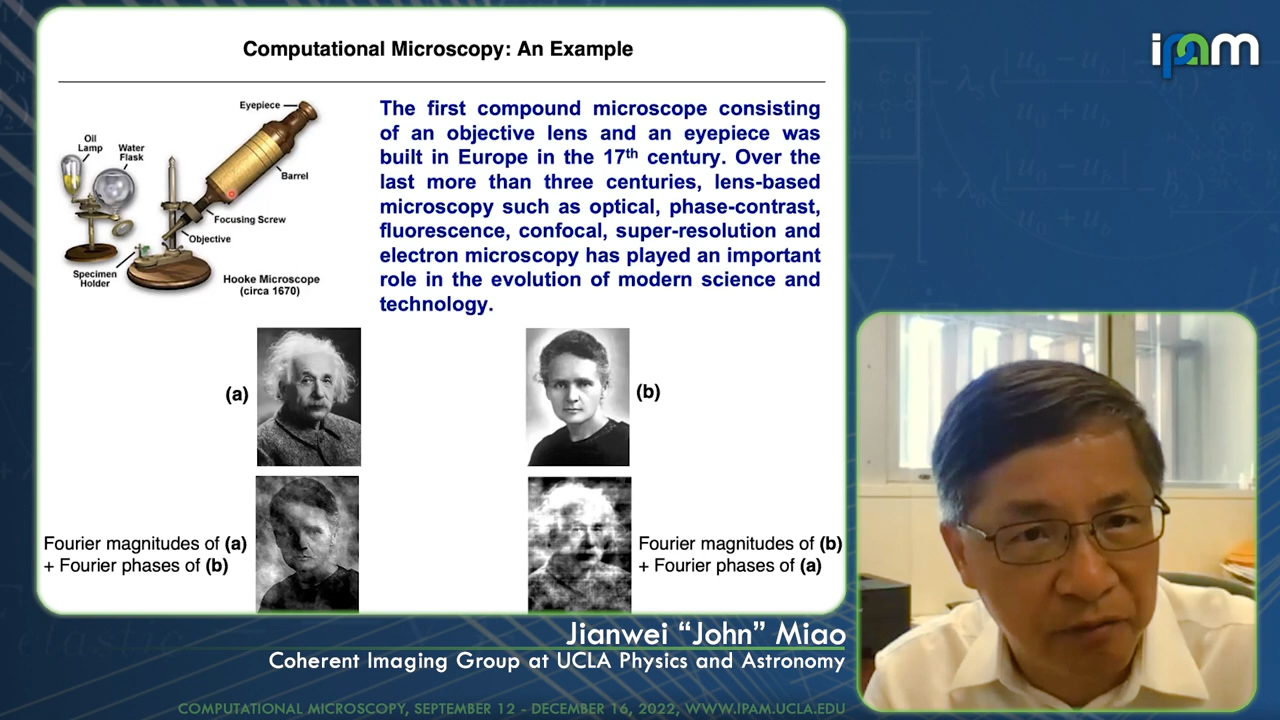 Computational Microscopy: An Example
ipam
Eyepiece
Oil
Lamp
Water
Flask
Barrel
Focusing Screw
Objective
Specimen
Holder
Hooke Microscope
(circa 1670)
The first compound microscope consisting
of an objective lens and an eyepiece was
built in Europe in the 17th century. Over the
last more than three centuries, lens-based
microscopy such as optical, phase-contrast,
fluorescence, confocal, super-resolution and
electron microscopy has played an important
role in the evolution of modern science and
technology.
(a)
(b)
Fourier magnitudes of (a)
+ Fourier phases of (b)
Fourier magnitudes of (b)
+ Fourier phases of (a)
Jianwei “John” Miao
Coherent Imaging Group at UCLA Physics and Astronomy
COMPUTATIONAL MICROSCOPY, SEPTEMBER 12 - DECEMBER 16, 2022, WWW.IPAM.UCLA.EDU